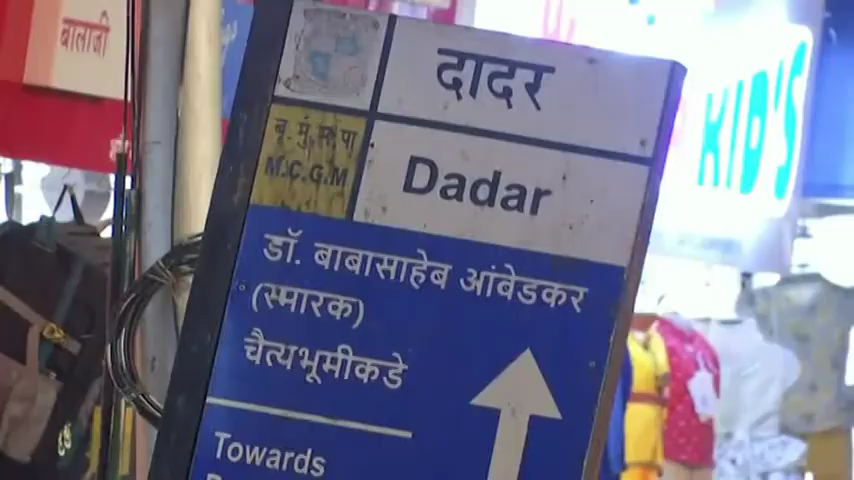 बालाजी
दादर
बृ. मुं. म. पा
M.C.G.M
Dadar
KID'S
डॉ. बाबासाहेब आंवेडकर
(स्मारक)
चैत्यभूमीकडे
Towards